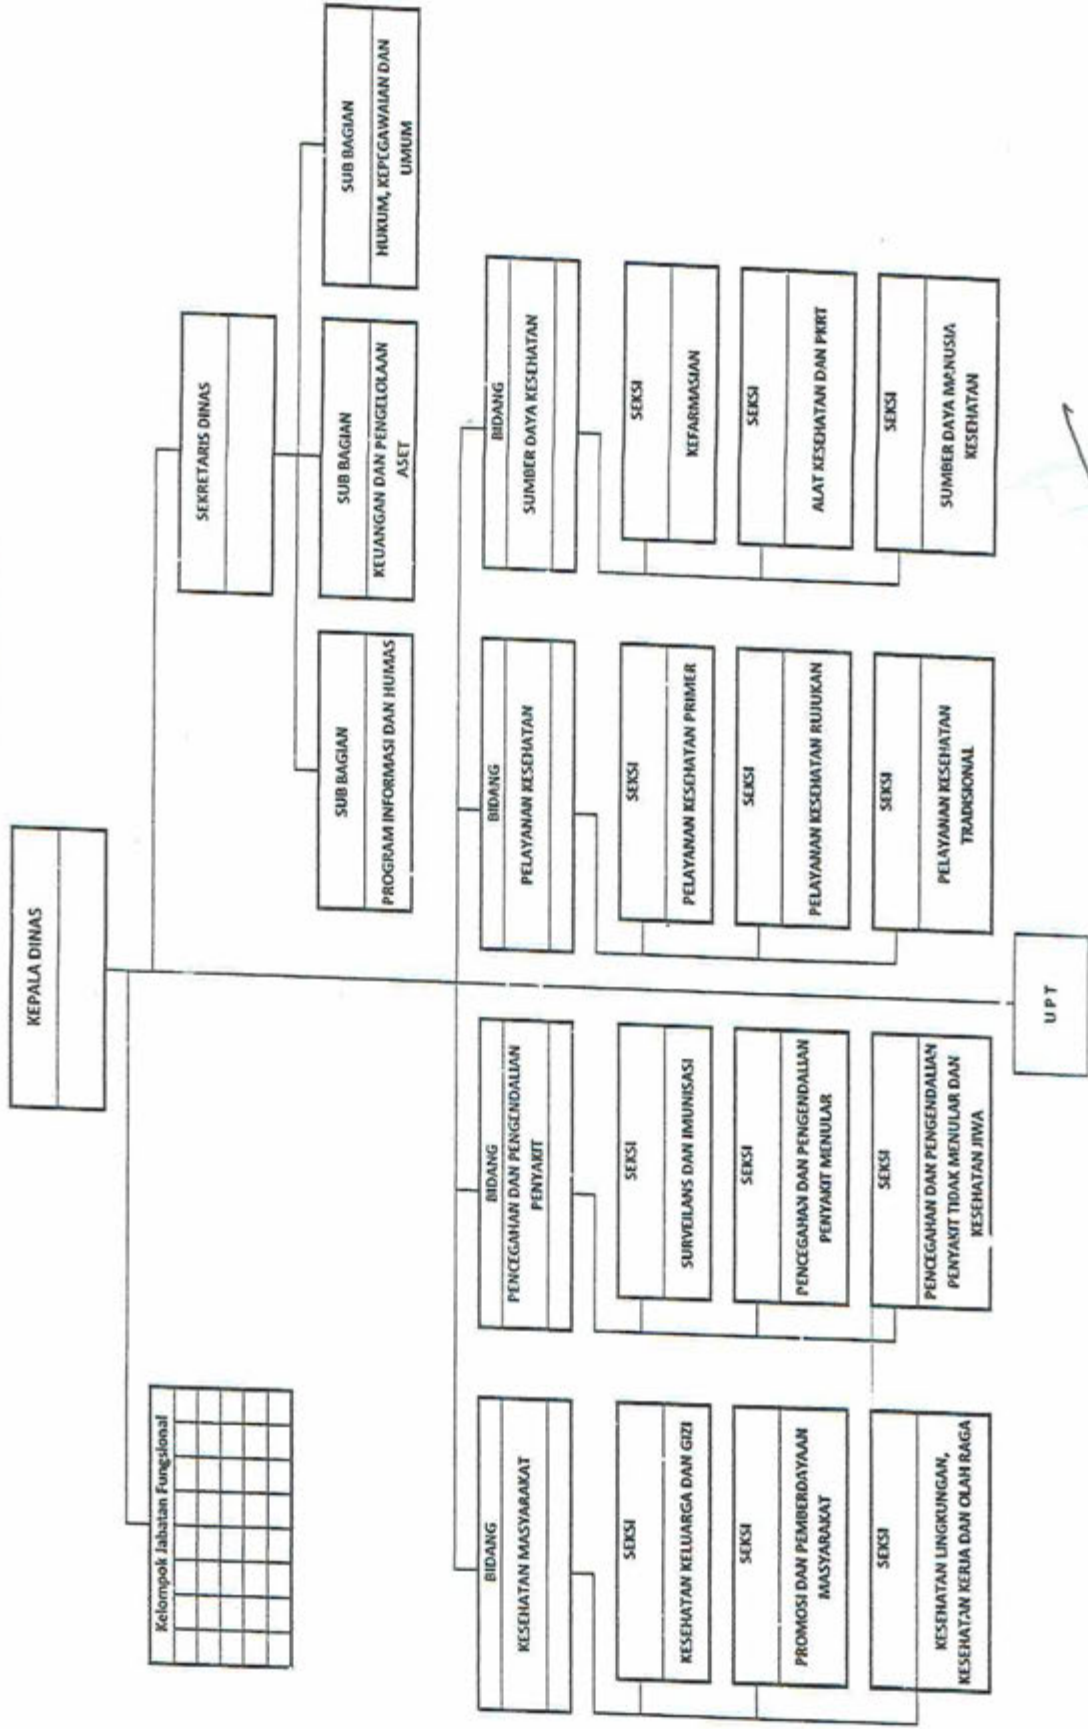 KEPALA DINAS
Kelompok Jabatan Fungsional
SEKRETARIS DINAS
SUB BAGIAN
PROGRAM INFORMASI DAN HUMAS
SUB BAGIAN
KEUANGAN DAN PENGELOLAAN
ASET
SUB BAGIAN
HUKUM, KEPEGAWAIAN DAN
UMUM
BIDANG
KESEHATAN MASYARAKAT
SEKSI
KESEHATAN KELUARGA DAN GIZI
SEKSI
PROMOSI DAN PEMBERDAYAAN
MASYARAKAT
SEKSI
KESEHATAN LINGKUNGAN,
KESEHATAN KERJA DAN OLAH RAGA
BIDANG
PENCEGAHAN DAN PENGENDALIAN
PENYAKIT
SEKSI
SURVEILANS DAN IMUNISASI
SEKSI
PENCEGAHAN DAN PENGENDALIAN
PENYAKIT MENULAR
SEKSI
PENCEGAHAN DAN PENGENDALIAN
PENYAKIT TIDAK MENULAR DAN
KESEHATAN JIWA
BIDANG
PELAYANAN KESEHATAN
SEKSI
PELAYANAN KESEHATAN PRIMER
SEKSI
PELAYANAN KESEHATAN RUJUKAN
SEKSI
PELAYANAN KESEHATAN
TRADISIONAL
BIDANG
SUMBER DAYA KESEHATAN
SEKSI
KEFARMASIAN
SEKSI
ALAT KESEHATAN DAN PKRT
SEKSI
SUMBER DAYA MANUSIA
KESEHATAN
U P T